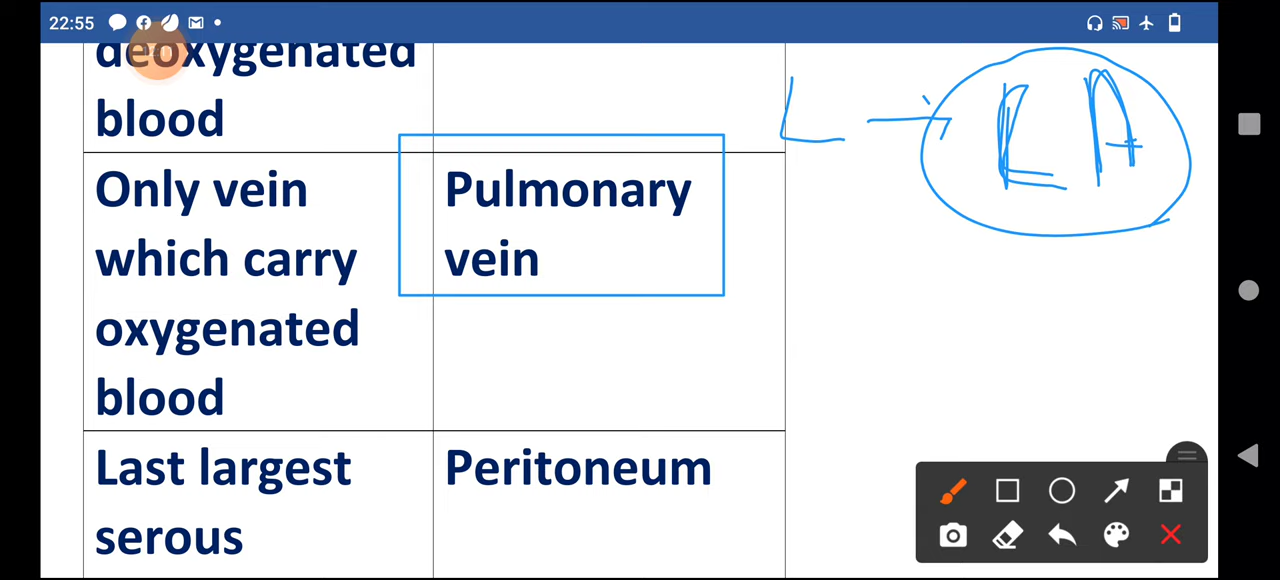 22:55
deoxygenated
blood
L → LA
Only vein
which carry
oxygenated
blood
Pulmonary
vein
Last largest
serous
Peritoneum